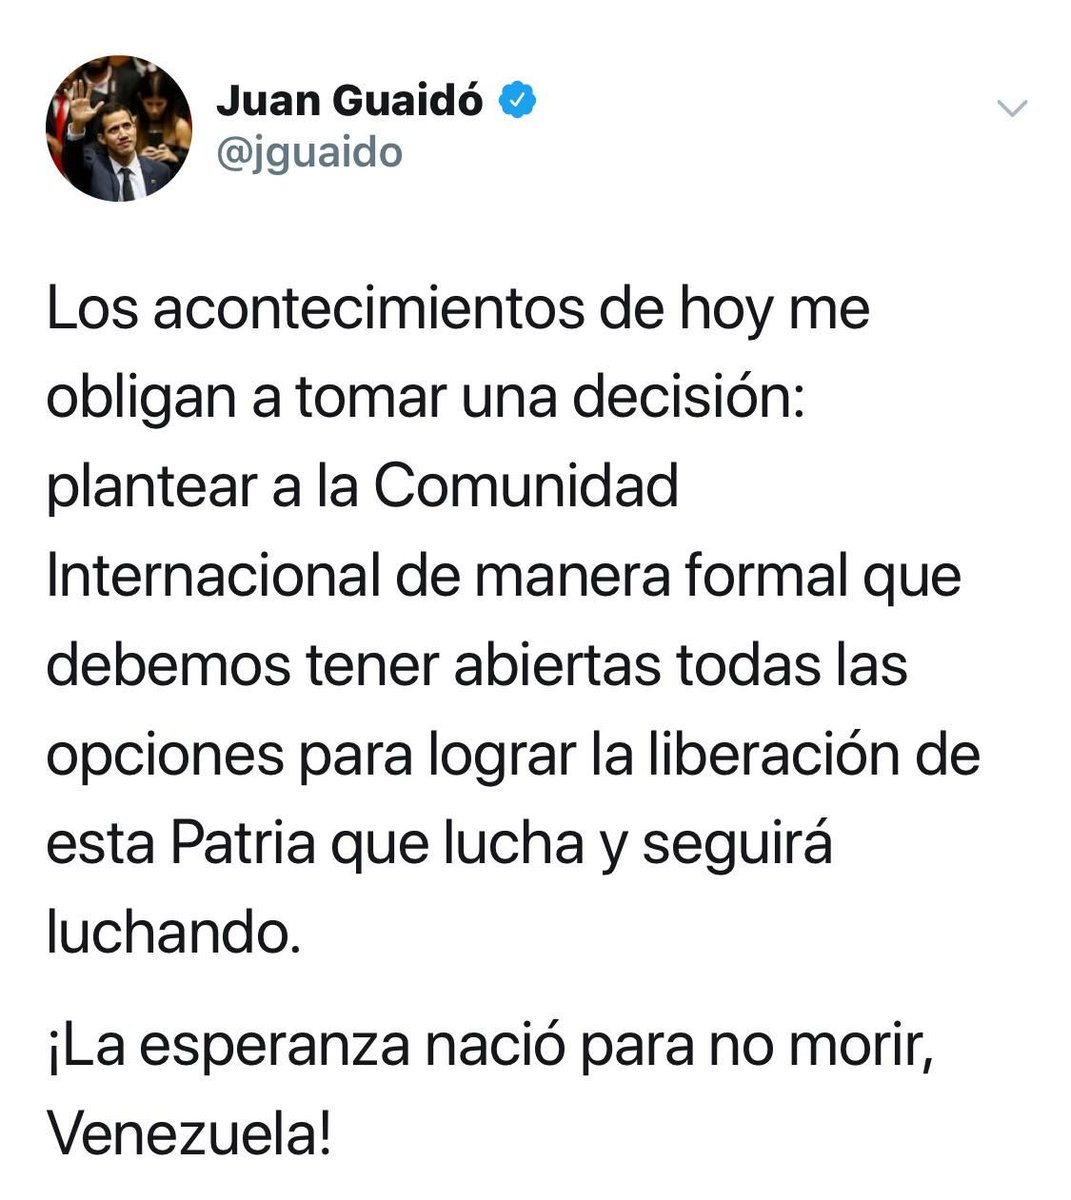 Juan Guaidó
@jguaido
Los acontecimientos de hoy me
obligan a tomar una decisión:
plantear a la Comunidad
Internacional de manera formal que
debemos tener abiertas todas las
opciones para lograr la liberación de
esta Patria que lucha y seguirá
luchando.
¡La esperanza nació para no morir,
Venezuela!